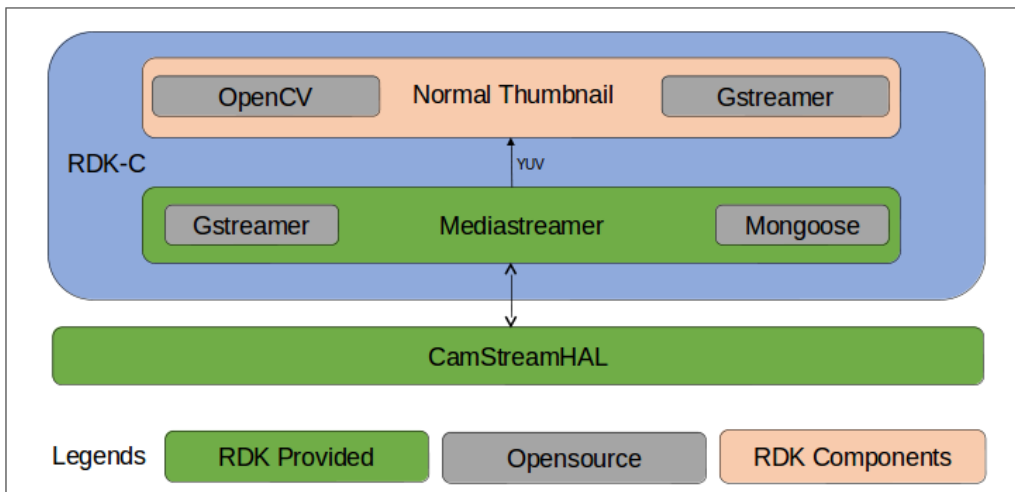 OpenCV
Normal Thumbnail
Gstreamer
RDK-C
YUV
Gstreamer
Mediastreamer
Mongoose
CamStreamHAL
Legends
RDK Provided
Opensource
RDK Components